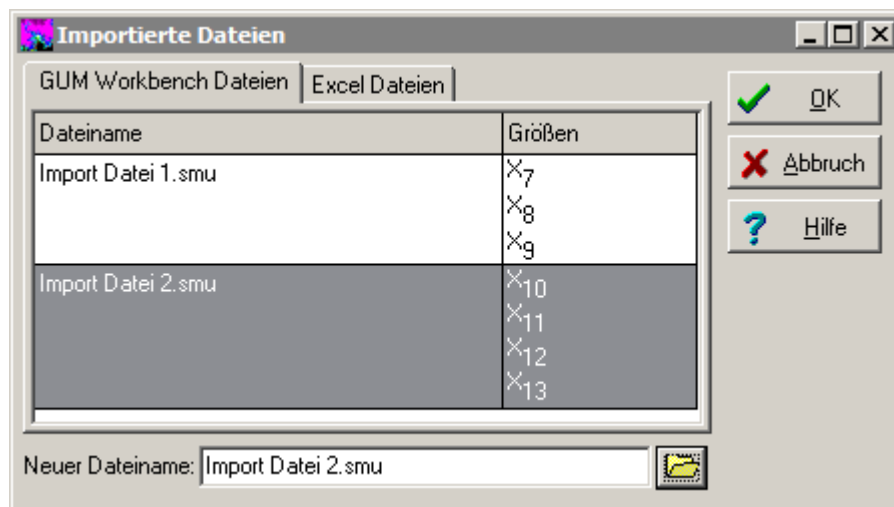 Importierte Dateien
GUM Workbench Dateien Excel Dateien
Dateiname Größen
Import Datei 1.smu X7
X8
X9
Import Datei 2.smu X10
X11
X12
X13
Neuer Dateiname: Import Datei 2.smu
OK
Abbruch
Hilfe